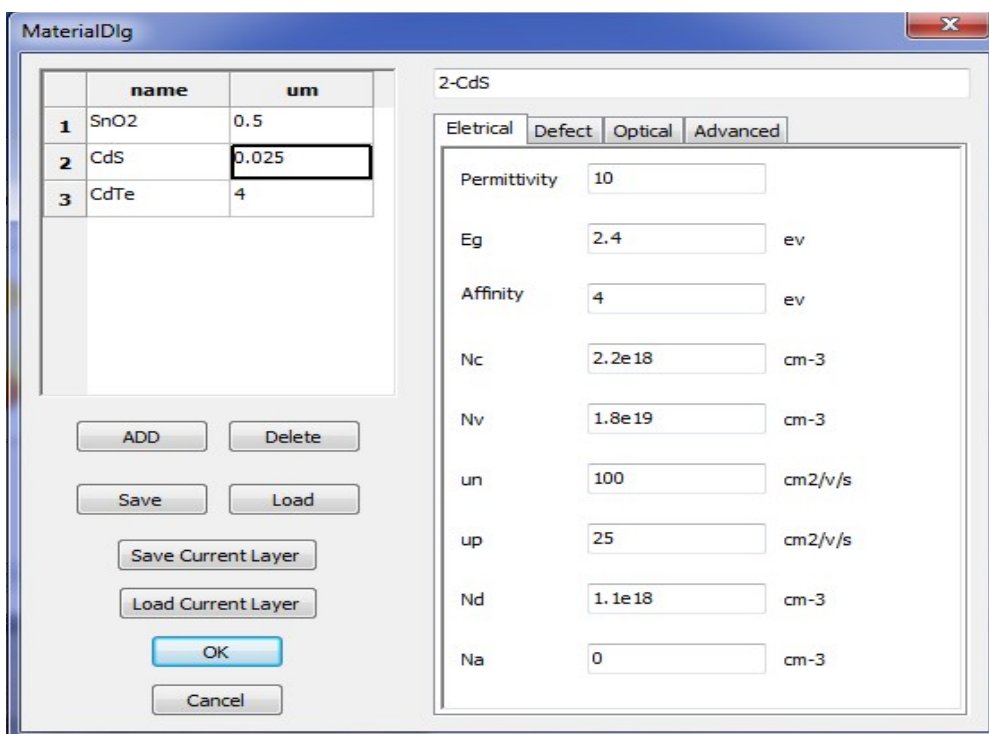 MaterialDlg
name um
1 SnO2 0.5
2 CdS 0.025
3 CdTe 4
ADD Delete
Save Load
Save Current Layer
Load Current Layer
OK
Cancel
2-CdS
Eletrical Defect Optical Advanced
Permittivity 10
Eg 2.4 ev
Affinity 4 ev
Nc 2.2e18 cm-3
Nv 1.8e19 cm-3
un 100 cm2/v/s
up 25 cm2/v/s
Nd 1.1e18 cm-3
Na 0 cm-3